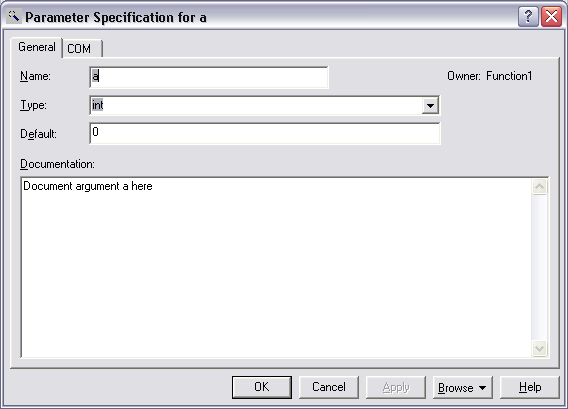 Parameter Specification for a
General COM
Name: a Owner: Function1
Type: int
Default: 0
Documentation:
Document argument a here
OK Cancel Apply Browse Help